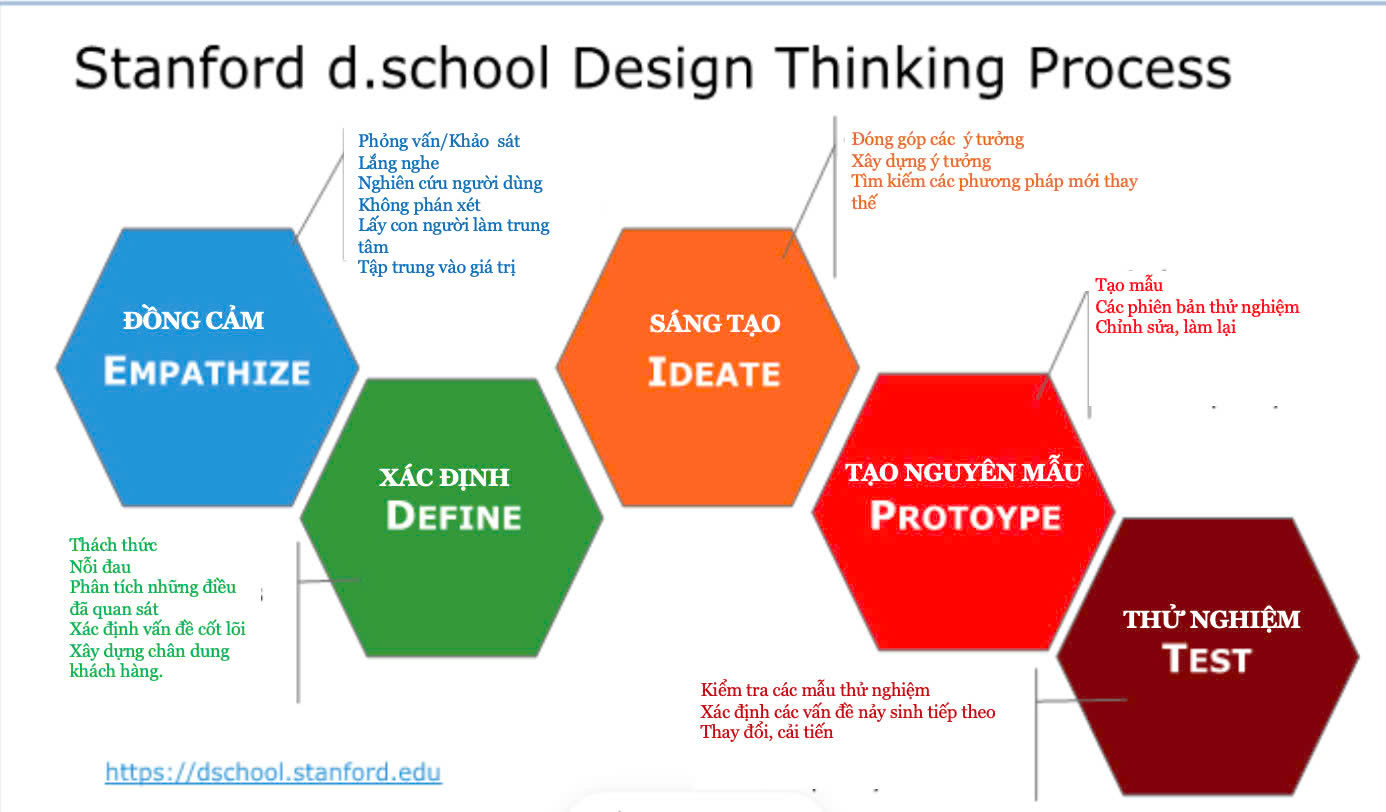 Stanford d.school Design Thinking Process
Phỏng vấn/Khảo sát
Lắng nghe
Nghiên cứu người dùng
Không phán xét
Lấy con người làm trung
tâm
Tập trung vào giá trị
ĐỒNG CẢM
EMPATHIZE
Thách thức
Nỗi đau
Phân tích những điều
đã quan sát
Xác định vấn đề cốt lõi
Xây dựng chân dung
khách hàng.
XÁC ĐỊNH
DEFINE
Đóng góp các ý tưởng
Xây dựng ý tưởng
Tìm kiếm các phương pháp mới thay
thế
SÁNG TẠO
IDEATE
Tạo mẫu
Các phiên bản thử nghiệm
Chỉnh sửa, làm lại
TẠO NGUYÊN MẪU
PROTOYPE
Kiểm tra các mẫu thử nghiệm
Xác định các vấn đề nảy sinh tiếp theo
Thay đổi, cải tiến
THỬ NGHIỆM
TEST
https://dschool.stanford.edu